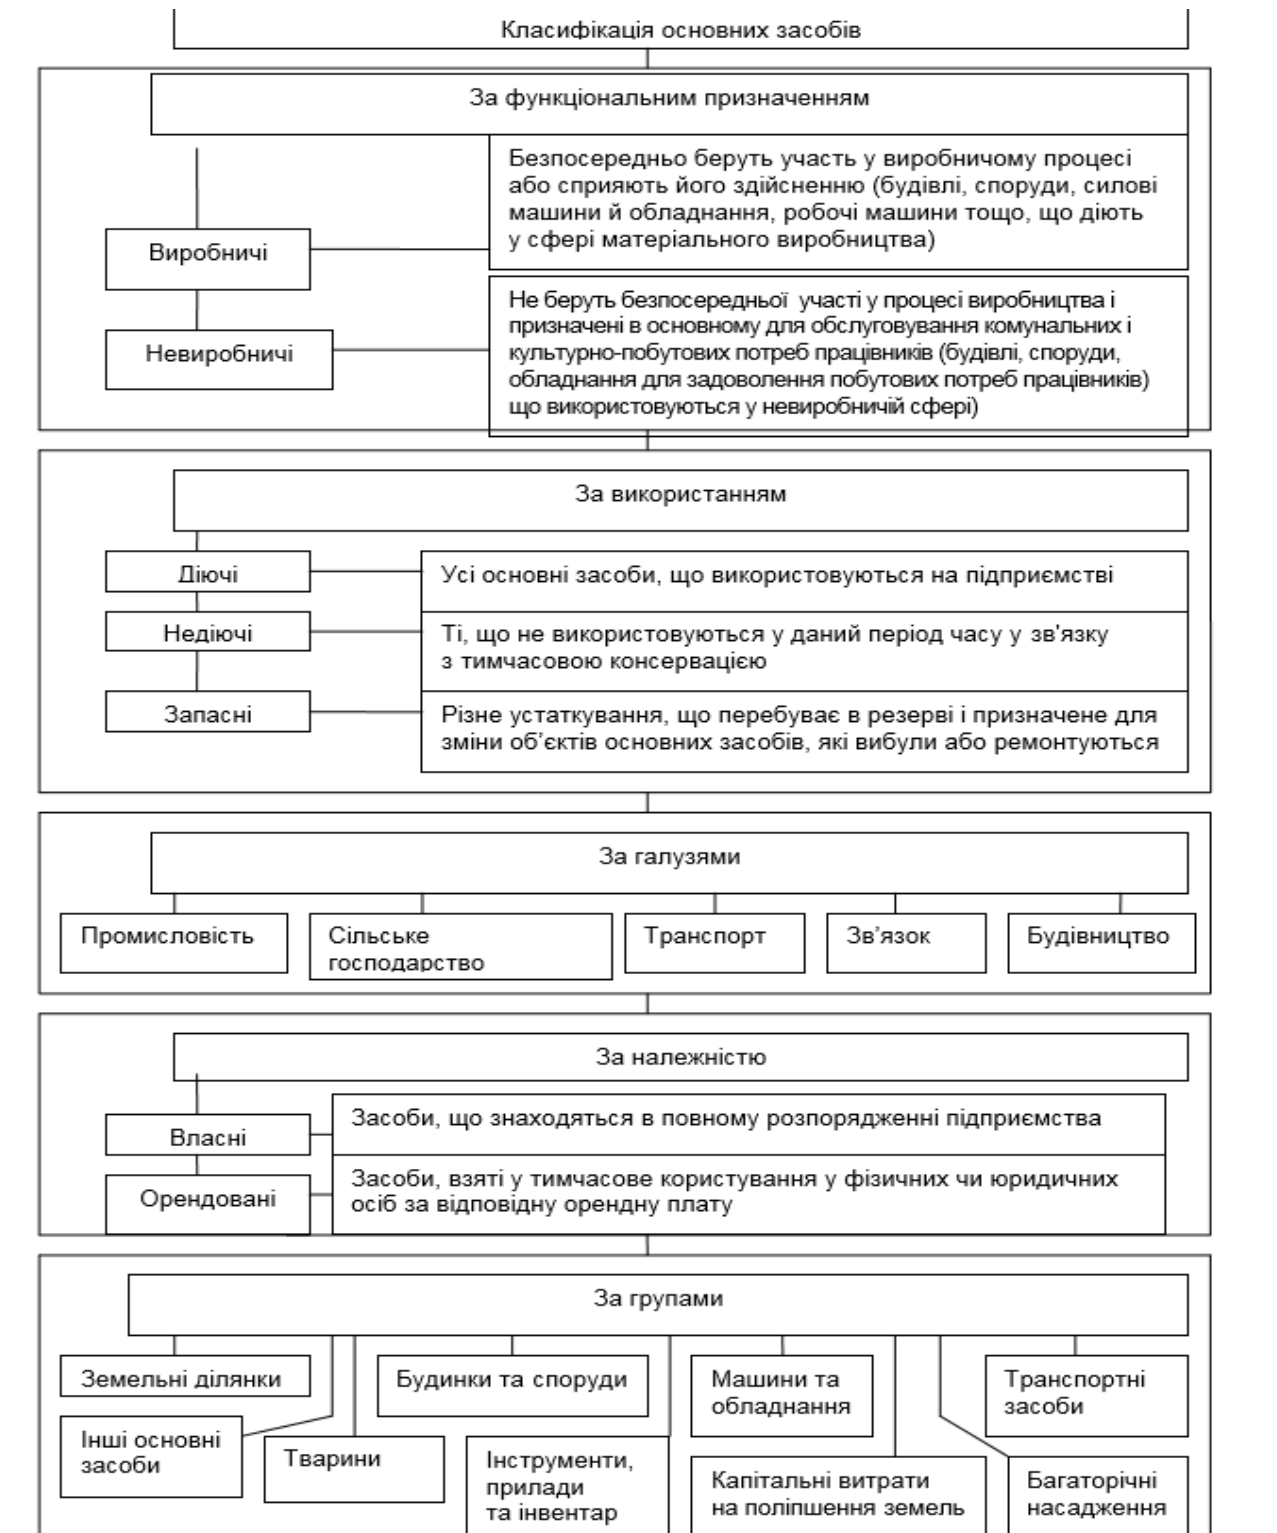 Класифікація основних засобів
За функціональним призначенням
Безпосередньо беруть участь у виробничому процесі
або сприяють його здійсненню (будівлі, споруди, силові
машини й обладнання, робочі машини тощо, що діють
у сфері матеріального виробництва)
Виробничі
Не беруть безпосередньої участі у процесі виробництва і
призначені в основному для обслуговування комунальних і
культурно-побутових потреб працівників (будівлі, споруди,
обладнання для задоволення побутових потреб працівників)
що використовуються у невиробничій сфері)
Невиробничі
За використанням
Діючі
Усі основні засоби, що використовуються на підприємстві
Недіючі
Ті, що не використовуються у даний період часу у зв'язку
з тимчасовою консервацією
Запасні
Різне устаткування, що перебуває в резерві і призначене для
зміни об’єктів основних засобів, які вибули або ремонтуються
За галузями
Промисловість
Сільське
господарство
Транспорт
Зв’язок
Будівництво
За належністю
Власні
Засоби, що знаходяться в повному розпорядженні підприємства
Орендовані
Засоби, взяті у тимчасове користування у фізичних чи юридичних
осіб за відповідну орендну плату
За групами
Земельні ділянки
Будинки та споруди
Машини та
обладнання
Транспортні
засоби
Інші основні
засоби
Тварини
Інструменти,
прилади
та інвентар
Капітальні витрати
на поліпшення земель
Багаторічні
насадження